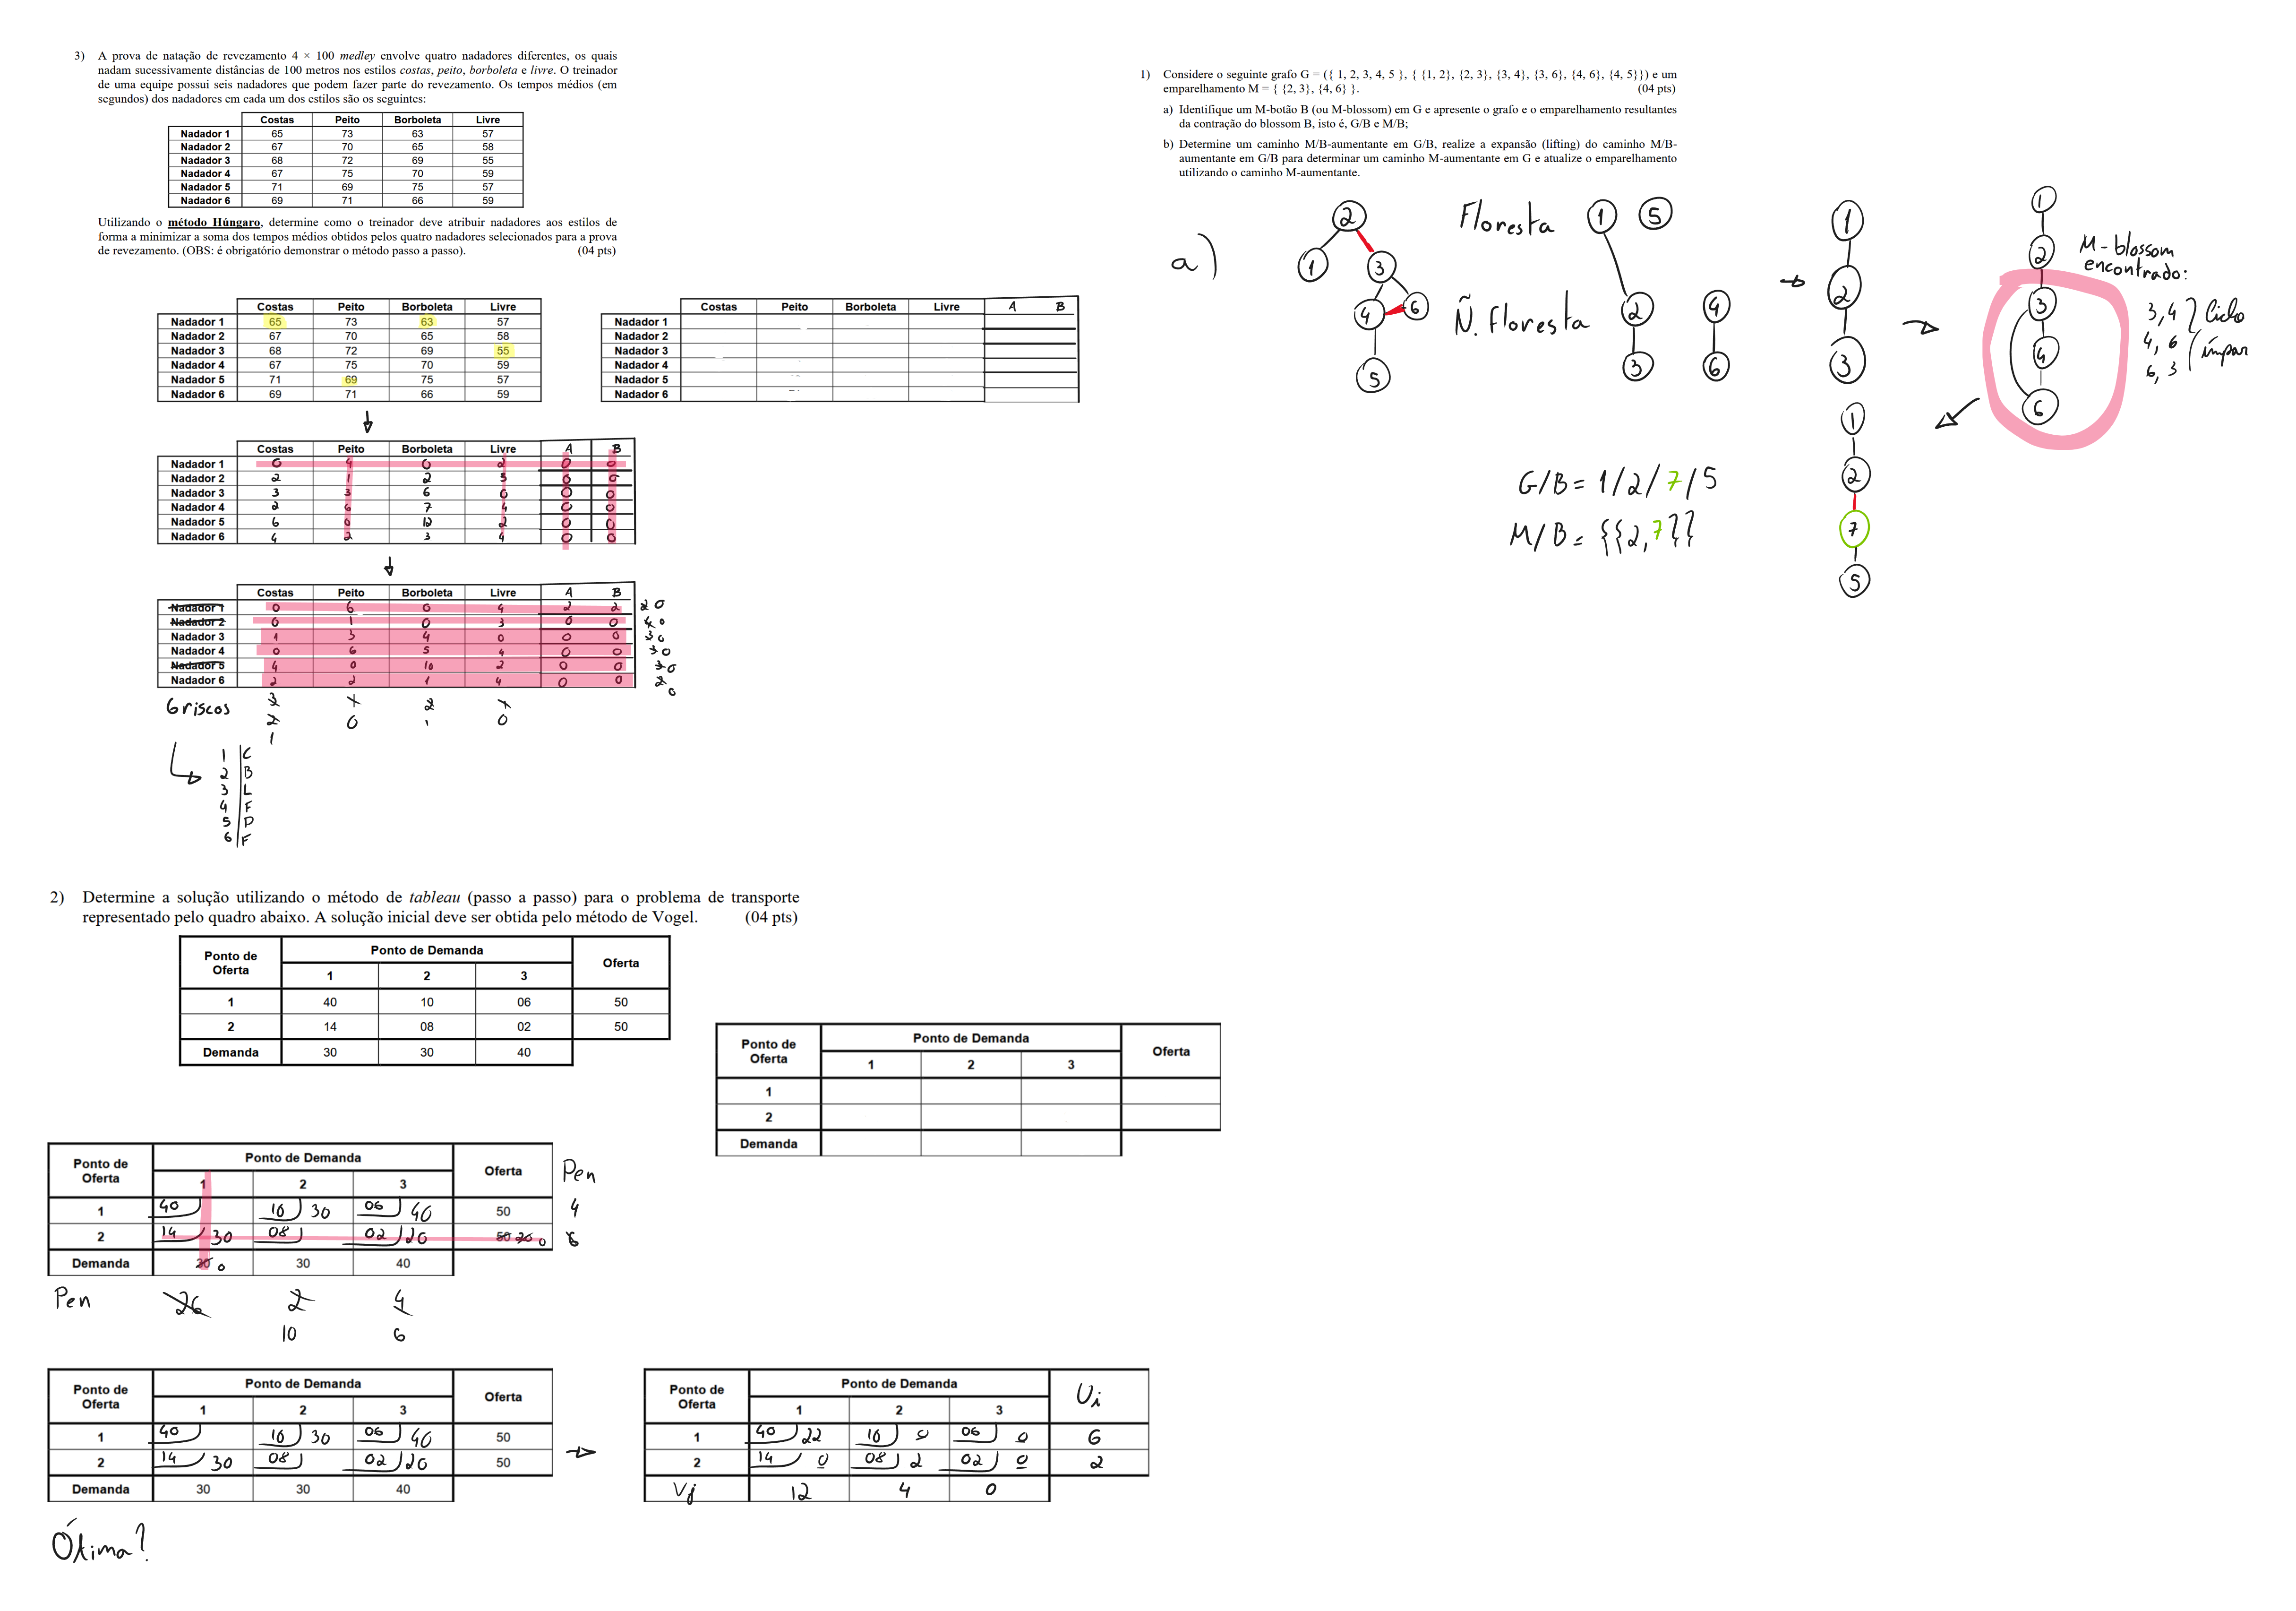 3) A prova de natação de revezamento 4 × 100 medley envolve quatro nadadores diferentes, os quais
nadam sucessivamente distâncias de 100 metros nos estilos costas, peito, borboleta e livre. O treinador
de uma equipe possui seis nadadores que podem fazer parte do revezamento. Os tempos médios (em
segundos) dos nadadores em cada um dos estilos são os seguintes:
Costas Peito Borboleta Livre
Nadador 1 65 73 63 57
Nadador 2 67 70 65 58
Nadador 3 68 72 69 55
Nadador 4 67 75 70 59
Nadador 5 71 69 75 57
Nadador 6 69 71 66 59
Utilizando o método Húngaro, determine como o treinador deve atribuir nadadores aos estilos de
forma a minimizar a soma dos tempos médios obtidos pelos quatro nadadores selecionados para a prova
de revezamento. (OBS: é obrigatório demonstrar o método passo a passo). (04 pts)
Costas Peito Borboleta Livre
Nadador 1 65 73 63 57
Nadador 2 67 70 65 58
Nadador 3 68 72 69 55
Nadador 4 67 75 70 59
Nadador 5 71 69 75 57
Nadador 6 69 71 66 59
Costas Peito Borboleta Livre A B
Nadador 1
Nadador 2
Nadador 3
Nadador 4
Nadador 5
Nadador 6
Costas Peito Borboleta Livre A B
Nadador 1 0 4 0 2 0 0
Nadador 2 2 1 2 3 0 0
Nadador 3 3 3 6 0 0 0
Nadador 4 2 6 7 4 0 0
Nadador 5 6 0 12 2 0 0
Nadador 6 4 2 3 4 0 0
Costas Peito Borboleta Livre A B
Nadador 1 0 6 0 4 2 2 2 0
Nadador 2 0 1 0 3 0 0 4 0
Nadador 3 1 3 4 0 0 0 3 0
Nadador 4 0 6 5 4 0 0 3 0
Nadador 5 4 0 10 2 0 0 3 0
Nadador 6 2 2 1 4 0 0 2 0
6 riscos 3 1 2 1
2 0 1 0
1
1 C
2 B
3 L
4 F
5 P
6 F
1) Considere o seguinte grafo G = ({ 1, 2, 3, 4, 5 }, { {1, 2}, {2, 3}, {3, 4}, {3, 6}, {4, 6}, {4, 5}}) e um
emparelhamento M = { {2, 3}, {4, 6} }. (04 pts)
a) Identifique um M-botão B (ou M-blossom) em G e apresente o grafo e o emparelhamento resultantes
da contração do blossom B, isto é, G/B e M/B;
b) Determine um caminho M/B-aumentante em G/B, realize a expansão (lifting) do caminho M/B-
aumentante em G/B para determinar um caminho M-aumentante em G e atualize o emparelhamento
utilizando o caminho M-aumentante.
a)
2
1 3
4 6
5
Floresta 1 5
Ñ. floresta 2 4
3 6
1
2
3
1
2
3
4
6
M-blossom
encontrado:
3,4 Ciclo
4,6 ímpar
6,3
1
2
7
5
G/B = 1/2/7/5
M/B = {{2,7}}
2) Determine a solução utilizando o método de tableau (passo a passo) para o problema de transporte
representado pelo quadro abaixo. A solução inicial deve ser obtida pelo método de Vogel. (04 pts)
Ponto de Oferta Ponto de Demanda Oferta
1 2 3
1 40 10 06 50
2 14 08 02 50
Demanda 30 30 40
Ponto de Oferta Ponto de Demanda Oferta
1 2 3
1
2
Demanda
Ponto de Oferta Ponto de Demanda Oferta Pen
1 2 3
1 40 10 30 06 40 50 4
2 14 30 08 02 20 50 20 0 6
Demanda 30 0 30 40
Pen 26 2 4
10 6
Ponto de Oferta Ponto de Demanda Oferta
1 2 3
1 40 10 30 06 40 50
2 14 30 08 02 20 50
Demanda 30 30 40
Ponto de Oferta Ponto de Demanda Ui
1 2 3
1 40 22 10 0 06 0 6
2 14 0 08 2 02 0 2
Vj 12 4 0
Ótima?